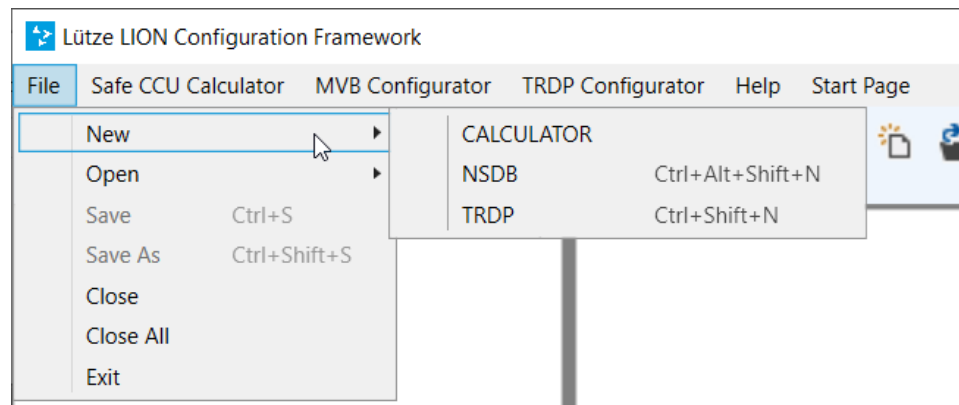 Lütze LION Configuration Framework
File Safe CCU Calculator MVB Configurator TRDP Configurator Help Start Page
New
CALCULATOR
Open
NSDB Ctrl+Alt+Shift+N
Save Ctrl+S
TRDP Ctrl+Shift+N
Save As Ctrl+Shift+S
Close
Close All
Exit